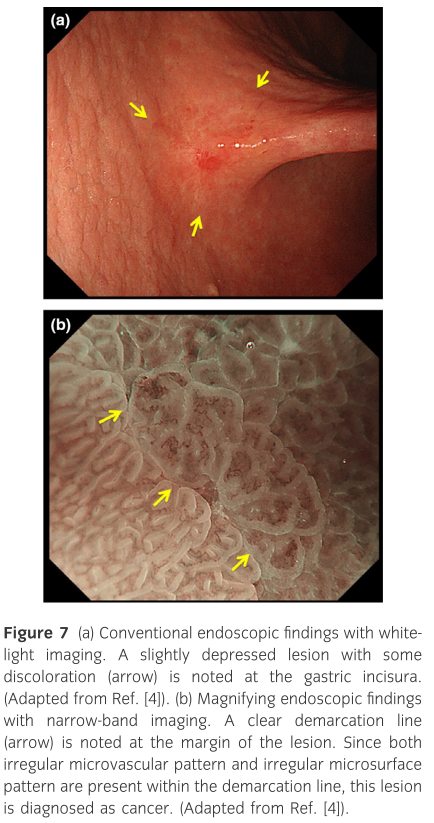 (a)
(b)
Figure 7 (a) Conventional endoscopic findings with white-
light imaging. A slightly depressed lesion with some
discoloration (arrow) is noted at the gastric incisura.
(Adapted from Ref. [4]). (b) Magnifying endoscopic findings
with narrow-band imaging. A clear demarcation line
(arrow) is noted at the margin of the lesion. Since both
irregular microvascular pattern and irregular microsurface
pattern are present within the demarcation line, this lesion
is diagnosed as cancer. (Adapted from Ref. [4]).